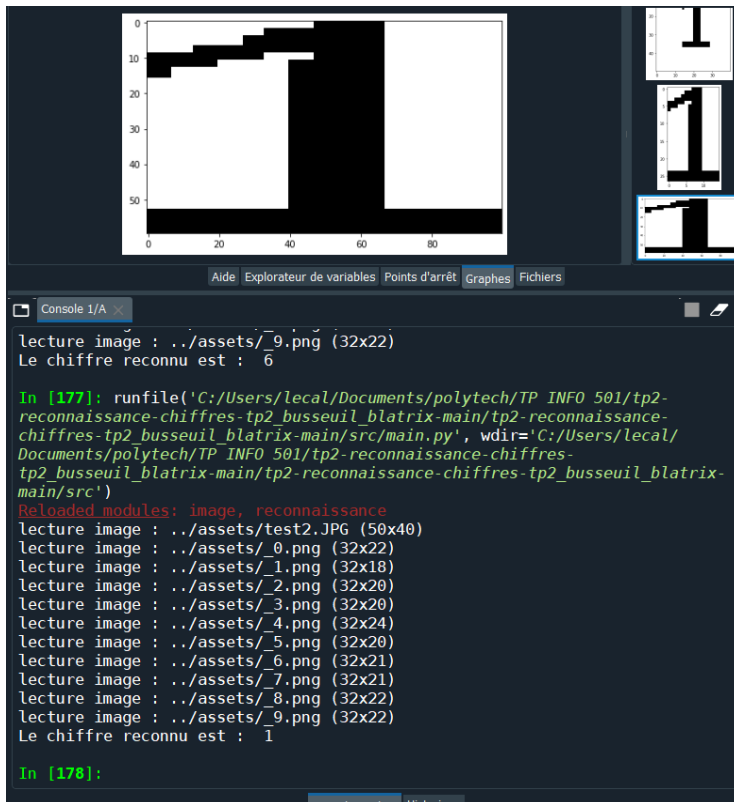 0
10
20
30
40
50
0 20 40 60 80
Aide Explorateur de variables Points d'arrêt Graphes Fichiers
Console 1/A
lecture image : ../assets/_9.png (32x22)
Le chiffre reconnu est :  6
In [177]: runfile('C:/Users/lecal/Documents/polytech/TP INFO 501/tp2-
reconnaissance-chiffres-tp2_busseuil_blatrix-main/tp2-reconnaissance-
chiffres-tp2_busseuil_blatrix-main/src/main.py', wdir='C:/Users/lecal/
Documents/polytech/TP INFO 501/tp2-reconnaissance-chiffres-
tp2_busseuil_blatrix-main/tp2-reconnaissance-chiffres-tp2_busseuil_blatrix-
main/src')
Reloaded modules: image, reconnaissance
lecture image : ../assets/test2.JPG (50x40)
lecture image : ../assets/_0.png (32x22)
lecture image : ../assets/_1.png (32x18)
lecture image : ../assets/_2.png (32x20)
lecture image : ../assets/_3.png (32x20)
lecture image : ../assets/_4.png (32x24)
lecture image : ../assets/_5.png (32x20)
lecture image : ../assets/_6.png (32x21)
lecture image : ../assets/_7.png (32x21)
lecture image : ../assets/_8.png (32x22)
lecture image : ../assets/_9.png (32x22)
Le chiffre reconnu est :  1
In [178]: